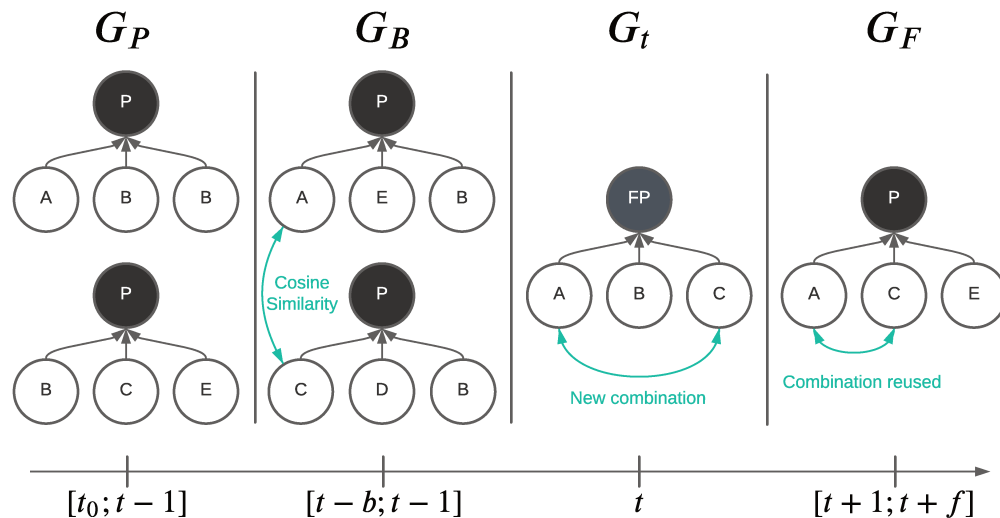 G_P G_B G_t G_F
P P
A B B A E B
FP P
A B C A C E
Cosine
Similarity
P P
B C E C D B
New combination
Combination reused
[t_0; t − 1] [t − b; t − 1] t [t + 1; t + f]